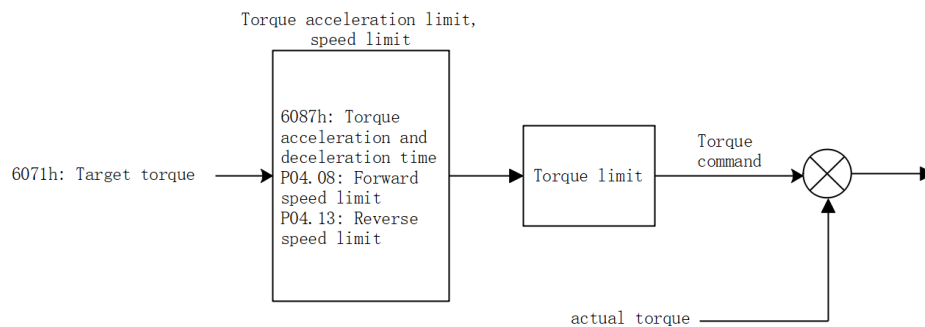 Torque acceleration limit,
speed limit
6087h: Torque
acceleration and
deceleration time
P04.08: Forward
speed limit
P04.13: Reverse
speed limit
6071h: Target torque
Torque limit
Torque
command
actual torque